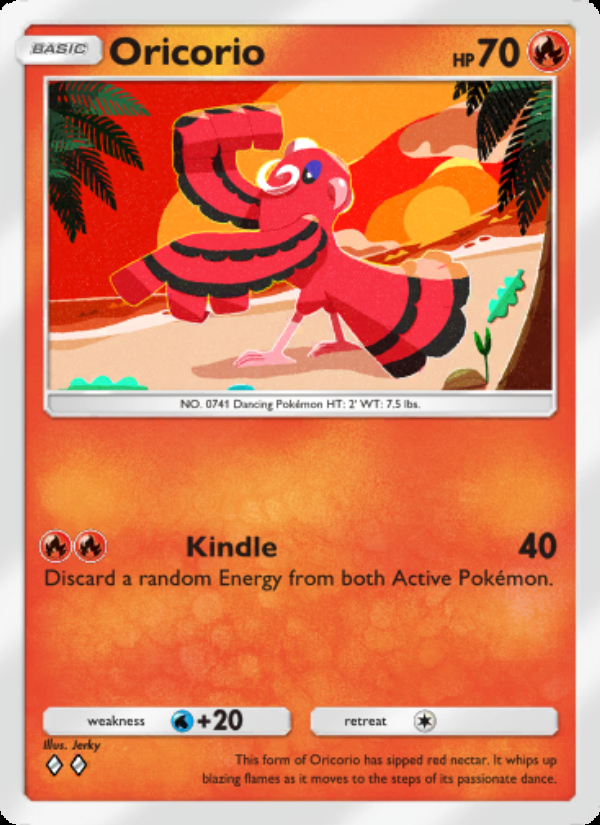 BASIC Oricorio HP 70
NO. 0741 Dancing Pokémon HT: 2' WT: 7.5 lbs.
Kindle 40
Discard a random Energy from both Active Pokémon.
weakness +20 retreat
Illus. Jerky
This form of Oricorio has sipped red nectar. It whips up
blazing flames as it moves to the steps of its passionate dance.